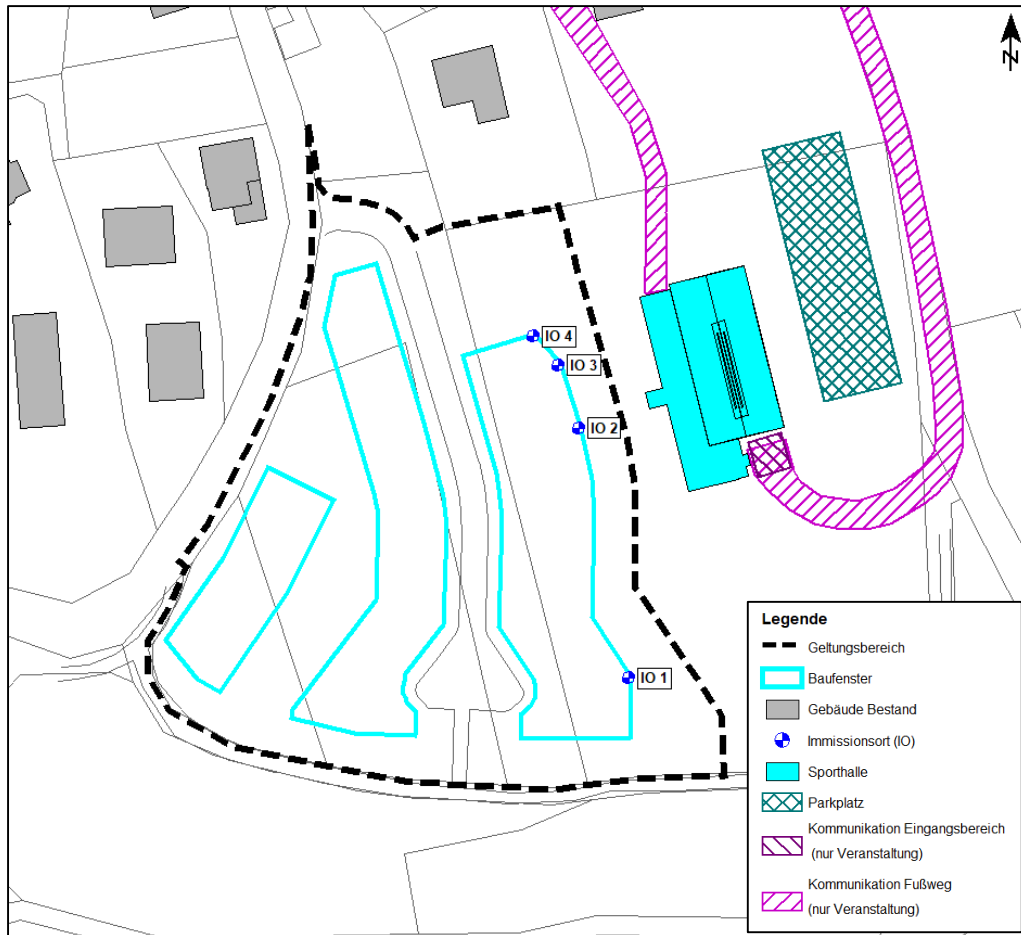 N
IO 4
IO 3
IO 2
IO 1
Legende
Geltungsbereich
Baufenster
Gebäude Bestand
Immissionsort (IO)
Sporthalle
Parkplatz
Kommunikation Eingangsbereich
(nur Veranstaltung)
Kommunikation Fußweg
(nur Veranstaltung)